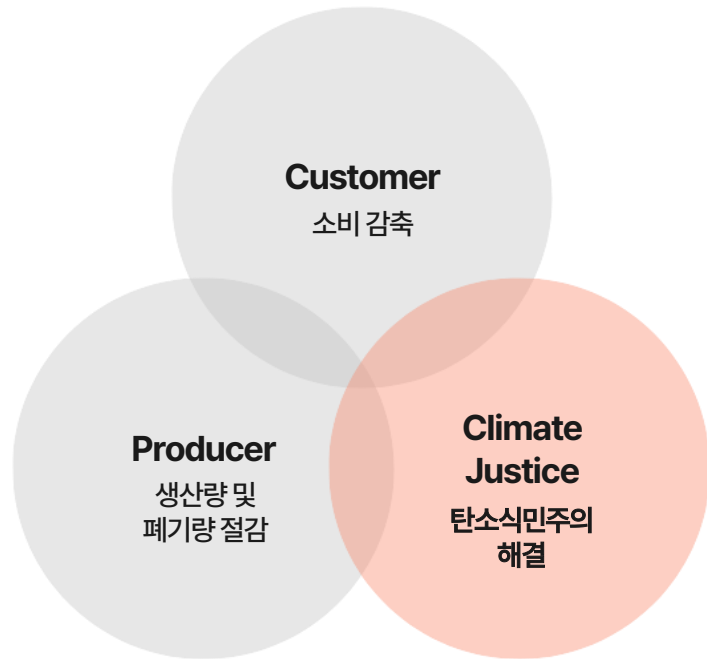 Customer
소비 감축
Producer
생산량 및
폐기량 절감
Climate
Justice
탄소식민주의
해결